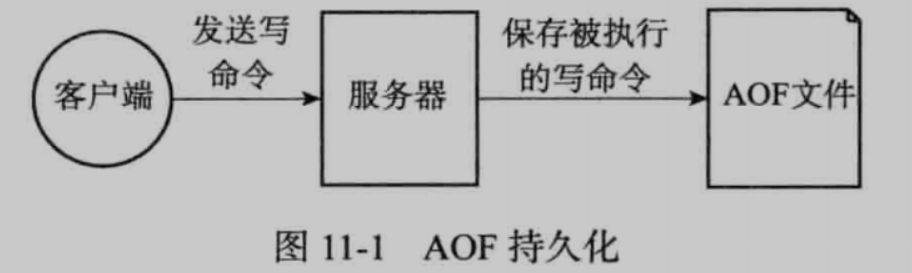 客户端
发送写
命令
服务器
保存被执行
的写命令
AOF文件
图 11-1 AOF 持久化